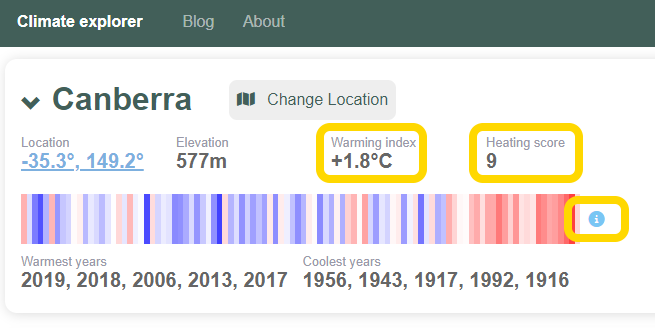 Climate explorer Blog About
Canberra Change Location
Location Elevation Warming index Heating score
-35.3°, 149.2° 577m +1.8°C 9
i
Warmest years Coolest years
2019, 2018, 2006, 2013, 2017 1956, 1943, 1917, 1992, 1916